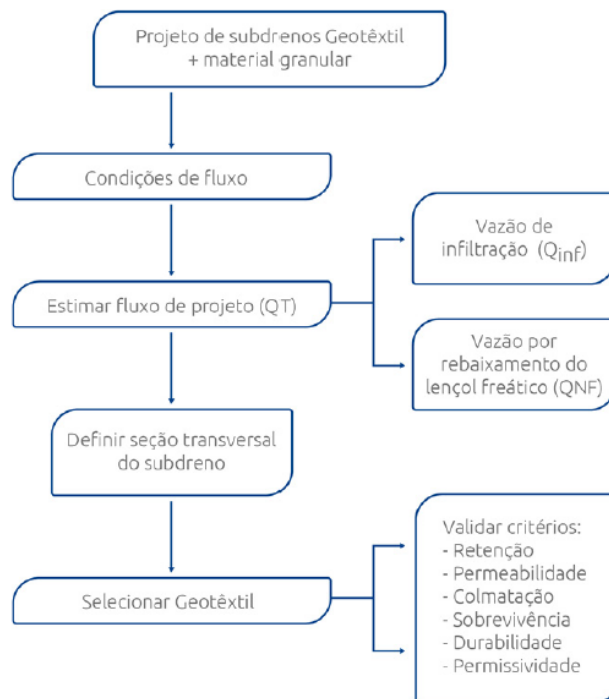 Projeto de subdrenos Geotêxtil
+ material granular
Condições de fluxo
Vazão de
infiltração (Qinf)
Estimar fluxo de projeto (QT)
Vazão por
rebaixamento do
lençol freático (QNF)
Definir seção transversal
do subdreno
Selecionar Geotêxtil
Validar critérios:
- Retenção
- Permeabilidade
- Colmatação
- Sobrevivência
- Durabilidade
- Permissividade